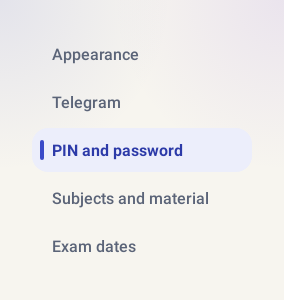 Appearance
Telegram
PIN and password
Subjects and material
Exam dates